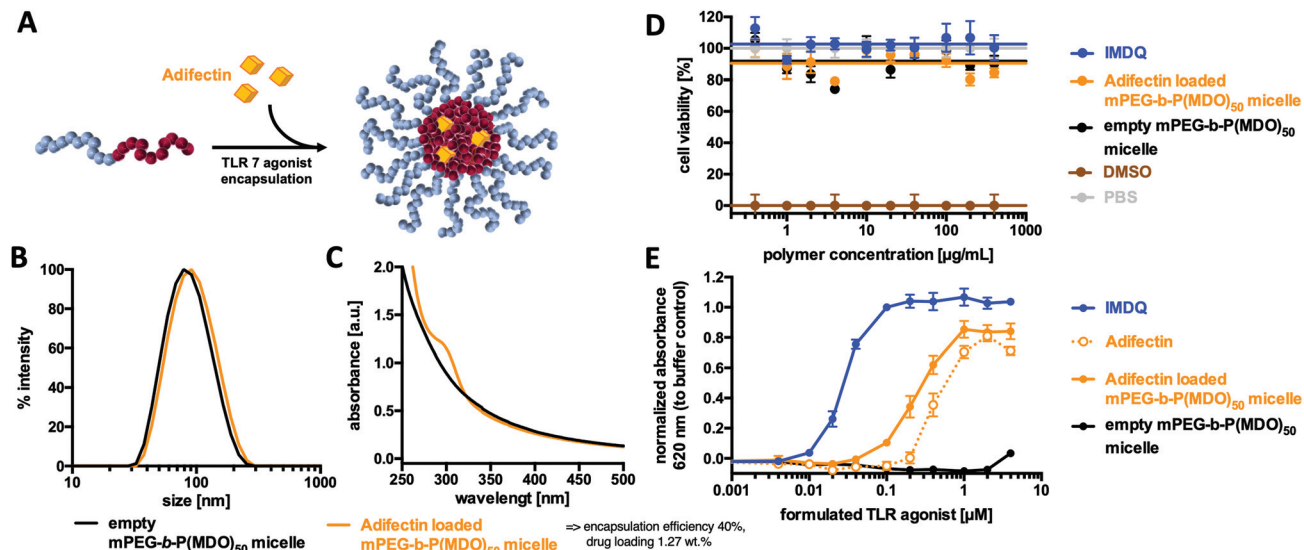 A
Adifectin
TLR 7 agonist
encapsulation
B
100
80
60
40
20
0
% intensity
10
100
1000
size [nm]
C
2.0
1.5
1.0
0.5
0.0
absorbance [a.u.]
250
300
350
400
450
500
wavelengt [nm]
empty
mPEG-b-P(MDO)50 micelle
Adifectin loaded
mPEG-b-P(MDO)50 micelle
=> encapsulation efficiency 40%,
drug loading 1.27 wt.%
D
120
100
80
60
40
20
0
cell viability [%]
1
10
100
1000
polymer concentration [µg/mL]
IMDQ
Adifectin loaded
mPEG-b-P(MDO)50 micelle
empty mPEG-b-P(MDO)50
micelle
DMSO
PBS
E
1.2
1.0
0.8
0.6
0.4
0.2
0.0
normalized absorbance
620 nm (to buffer control)
0.001
0.01
0.1
1
10
formulated TLR agonist [µM]
IMDQ
Adifectin
Adifectin loaded
mPEG-b-P(MDO)50 micelle
empty mPEG-b-P(MDO)50
micelle